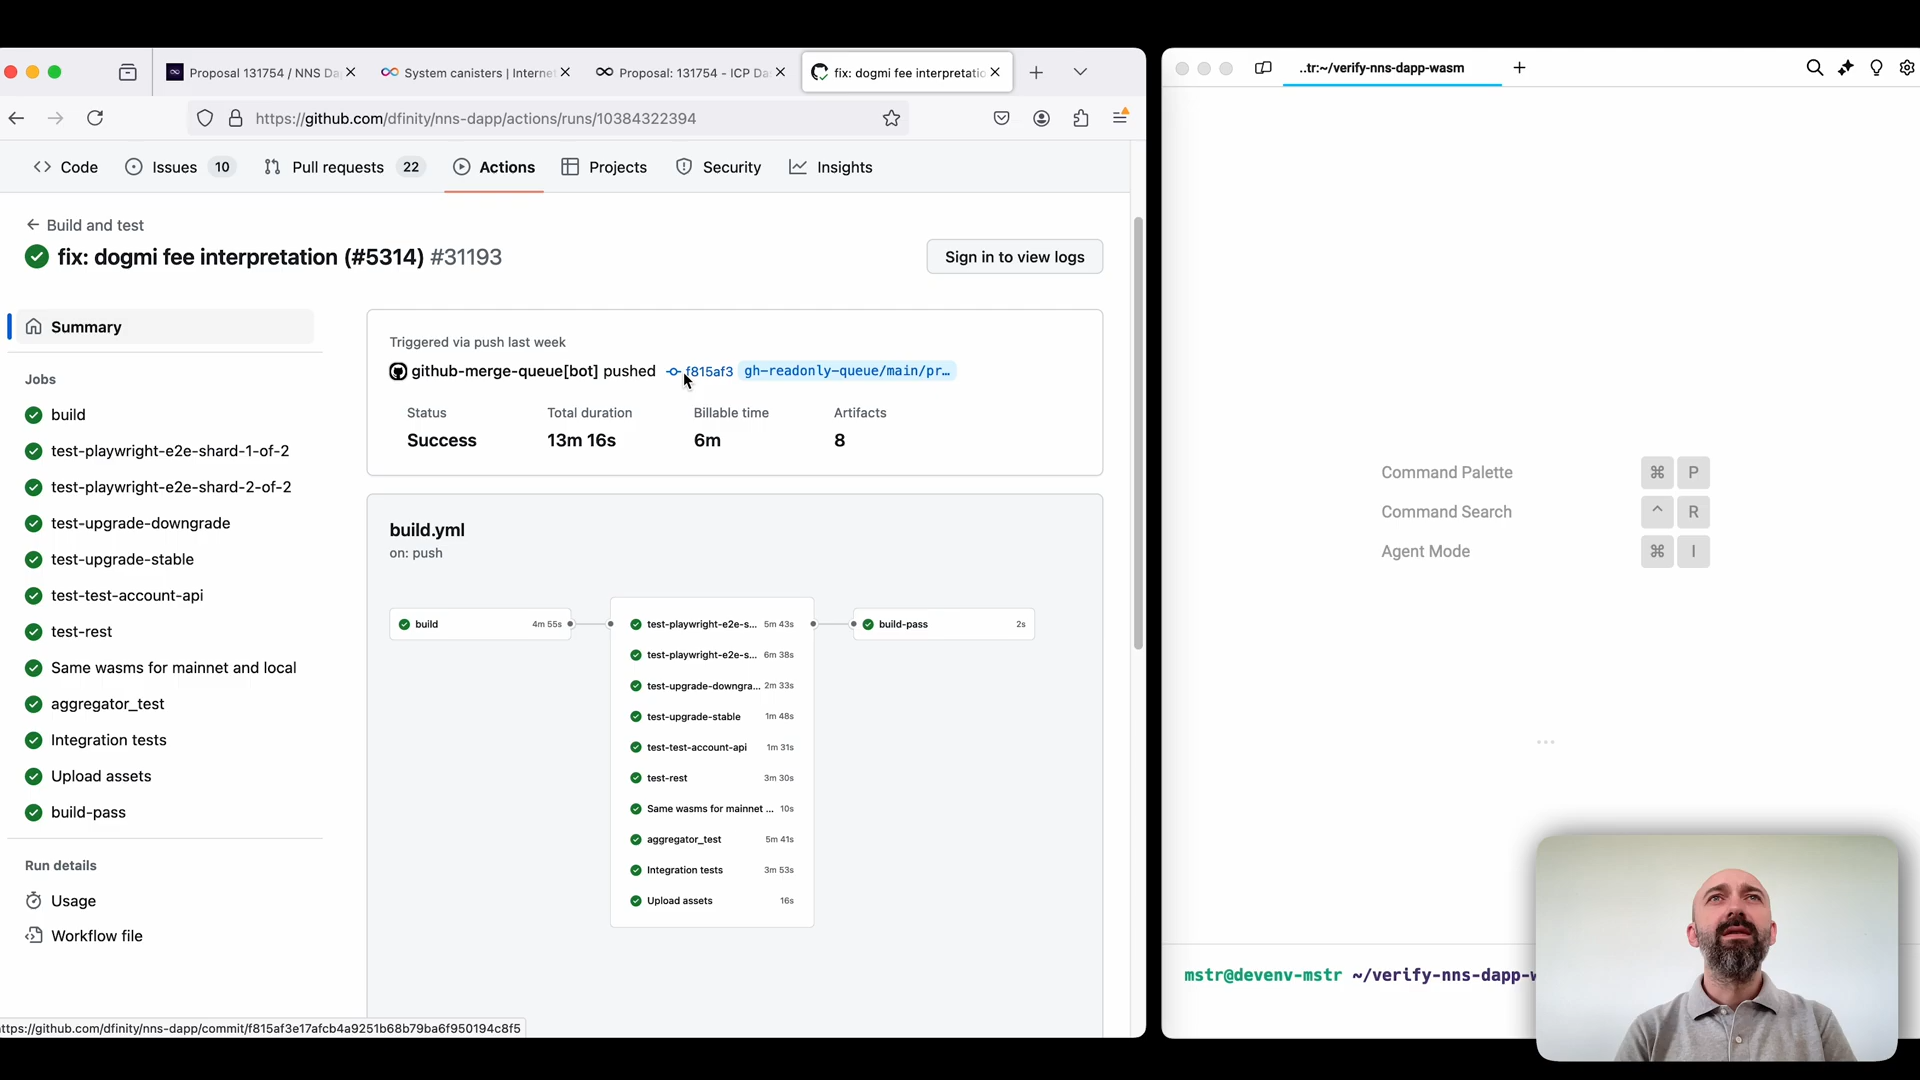 Proposal 131754 / NNS Da
System canisters | Internet
Proposal: 131754 - ICP Da
fix: dogmi fee interpretatio
https://github.com/dfinity/nns-dapp/actions/runs/10384322394
Code
Issues 10
Pull requests 22
Actions
Projects
Security
Insights
Build and test
fix: dogmi fee interpretation (#5314) #31193
Sign in to view logs
Summary
Jobs
build
test-playwright-e2e-shard-1-of-2
test-playwright-e2e-shard-2-of-2
test-upgrade-downgrade
test-upgrade-stable
test-test-account-api
test-rest
Same wasms for mainnet and local
aggregator_test
Integration tests
Upload assets
build-pass
Run details
Usage
Workflow file
Triggered via push last week
github-merge-queue[bot] pushed f815af3 gh-readonly-queue/main/pr…
Status
Success
Total duration
13m 16s
Billable time
6m
Artifacts
8
build.yml
on: push
build 4m 55s
test-playwright-e2e-s... 5m 43s
test-playwright-e2e-s... 6m 38s
test-upgrade-downgra... 2m 33s
test-upgrade-stable 1m 48s
test-test-account-api 1m 31s
test-rest 3m 30s
Same wasms for mainnet ... 10s
aggregator_test 5m 41s
Integration tests 3m 53s
Upload assets 16s
build-pass 2s
ttps://github.com/dfinity/nns-dapp/commit/f815af3e17afcb4a9251b68b79ba6f950194c8f5
..tr:~/verify-nns-dapp-wasm
Command Palette ⌘ P
Command Search ^ R
Agent Mode ⌘ I
mstr@devenv-mstr ~/verify-nns-dapp-w